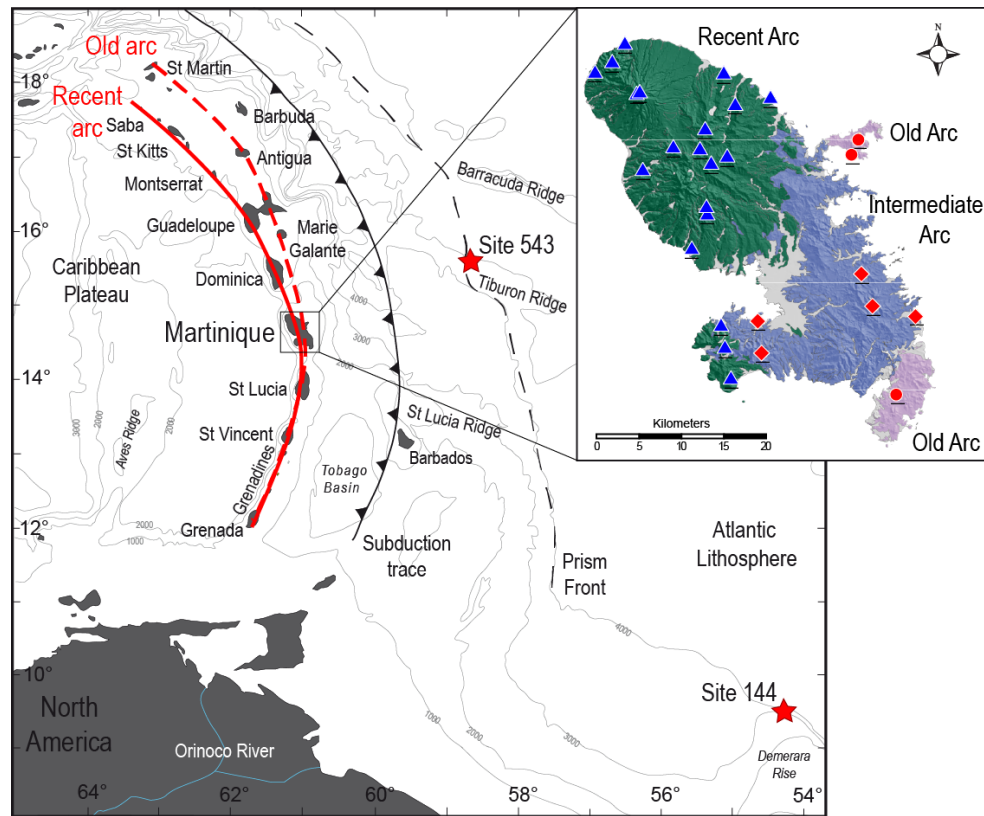 Old arc
St Martin
18°
Recent
arc
Saba
St Kitts
Barbuda
Antigua
Montserrat
Barracuda Ridge
16°
Guadeloupe
Marie
Galante
Site 543
Caribbean
Plateau
Dominica
Tiburon Ridge
4000
3000
Martinique
2000
14°
St Lucia
3000
2000
2000
Aves Ridge
St Lucia Ridge
St Vincent
Barbados
Grenadines
Tobago
Basin
12°
Grenada
2000
1000
Subduction
trace
Prism
Front
Atlantic
Lithosphere
4000
10°
North
America
Orinoco River
1000
2000
3000
Site 144
Demerara
Rise
64°
62°
60°
58°
56°
54°
Recent Arc
N
Old Arc
Intermediate
Arc
Kilometers
0
5
10
15
20
Old Arc